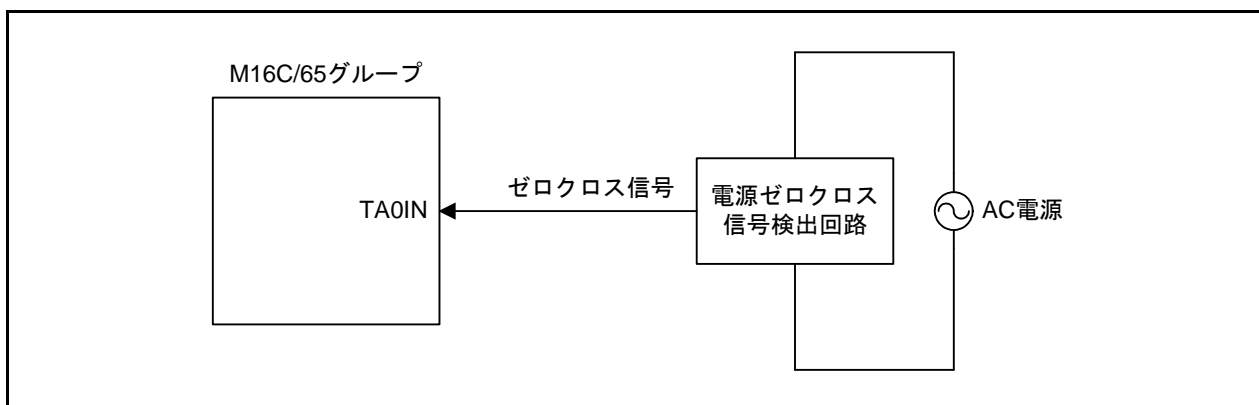 M16C/65グループ
TA0IN
ゼロクロス信号
電源ゼロクロス
信号検出回路
AC電源